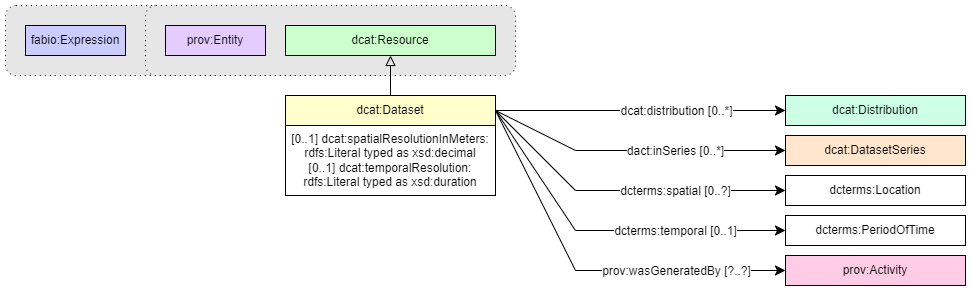 fabio:Expression
prov:Entity
dcat:Resource
dcat:Dataset
[0..1] dcat:spatialResolutionInMeters:
rdfs:Literal typed as xsd:decimal
[0..1] dcat:temporalResolution:
rdfs:Literal typed as xsd:duration
dcat:distribution [0..*]
dcat:Distribution
dact:inSeries [0..*]
dcat:DatasetSeries
dcterms:spatial [0..?]
dcterms:Location
dcterms:temporal [0..1]
dcterms:PeriodOfTime
prov:wasGeneratedBy [?..?]
prov:Activity